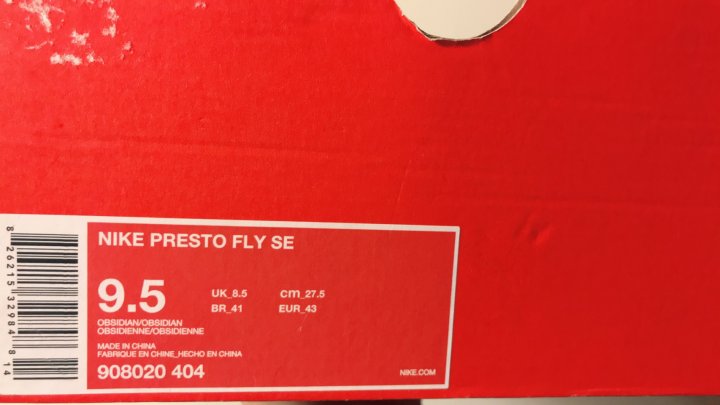 NIKE PRESTO FLY SE
9.5
UK_8.5 cm_27.5
BR_41 EUR_43
OBSIDIAN/OBSIDIAN
OBSIDIENNE/OBSIDIENNE
MADE IN CHINA
FABRIQUE EN CHINE_HECHO EN CHINA
908020 404
NIKE.COM
8 26215 32984 8 14